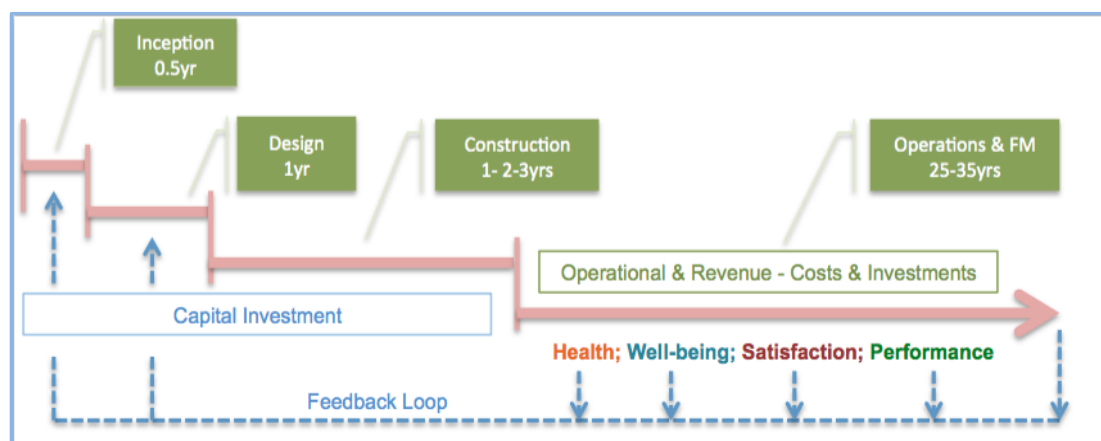 Inception
0.5yr
Design
1yr
Construction
1- 2-3yrs
Operations & FM
25-35yrs
Operational & Revenue - Costs & Investments
Capital Investment
Health; Well-being; Satisfaction; Performance
Feedback Loop